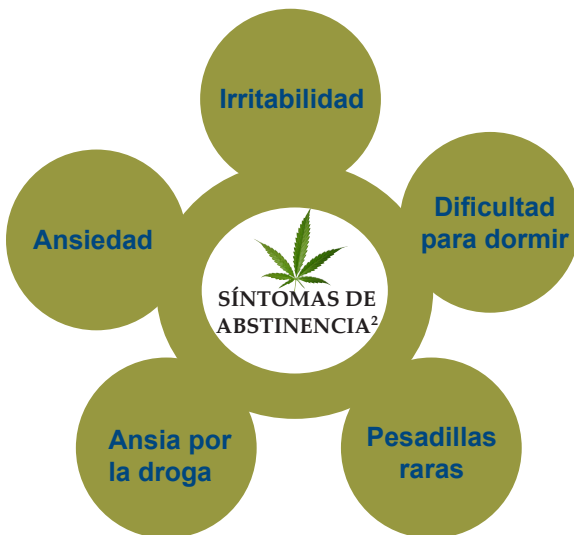 Irritabilidad
Dificultad
para dormir
Ansiedad
SÍNTOMAS DE
ABSTINENCIA²
Ansia por
la droga
Pesadillas
raras